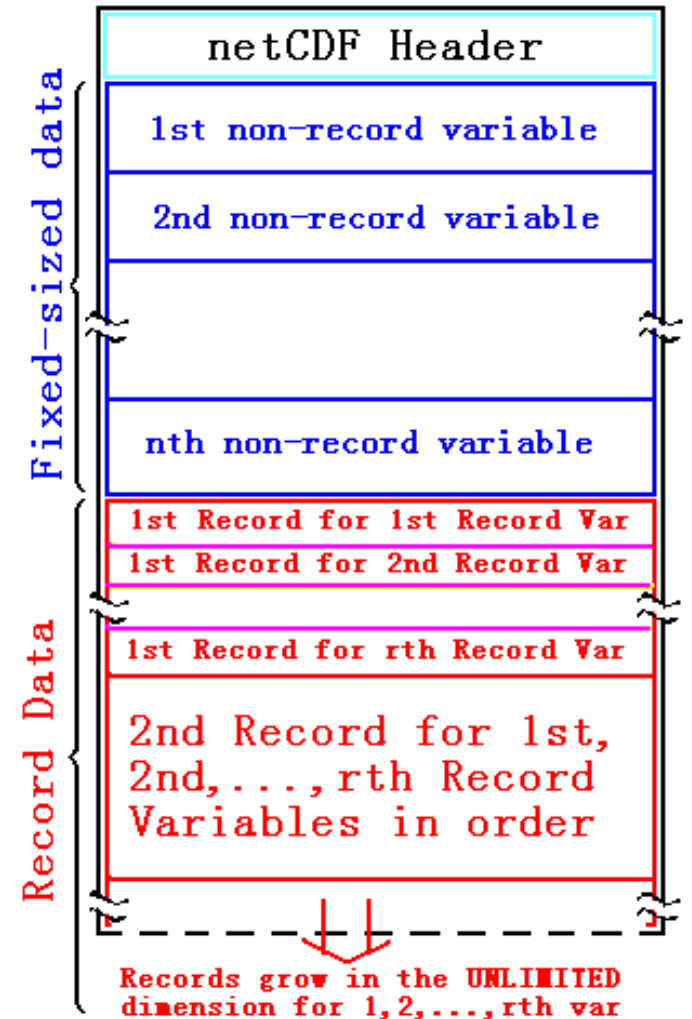 netCDF Header
Fixed-sized data
1st non-record variable
2nd non-record variable
nth non-record variable
Record Data
1st Record for 1st Record Var
1st Record for 2nd Record Var
1st Record for rth Record Var
2nd Record for 1st,
2nd,...,rth Record
Variables in order
Records grow in the UNLIMITED
dimension for 1,2,...,rth var